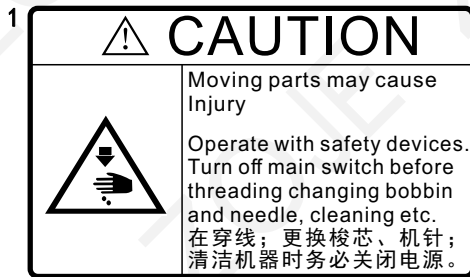 1
CAUTION
Moving parts may cause
Injury
Operate with safety devices.
Turn off main switch before
threading changing bobbin
and needle, cleaning etc.
在穿线；更换梭芯、机针；
清洁机器时务必关闭电源。